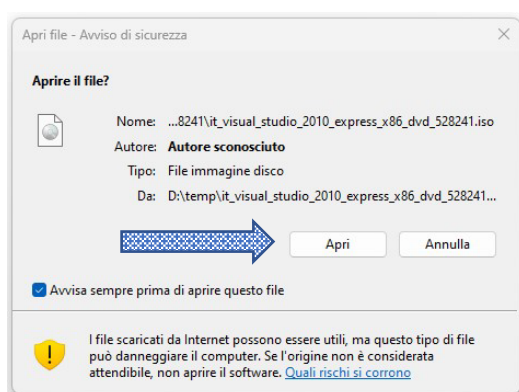 Apri file - Avviso di sicurezza
Aprire il file?
Nome: ...8241\it_visual_studio_2010_express_x86_dvd_528241.iso
Autore: Autore sconosciuto
Tipo: File immagine disco
Da: D:\temp\it_visual_studio_2010_express_x86_dvd_528241...
Apri Annulla
Avvisa sempre prima di aprire questo file
I file scaricati da Internet possono essere utili, ma questo tipo di file
può danneggiare il computer. Se l'origine non è considerata
attendibile, non aprire il software. Quali rischi si corrono